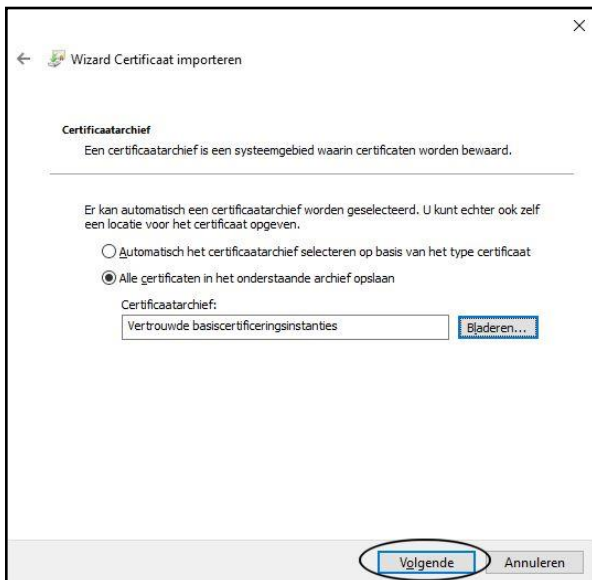 Wizard Certificaat importeren
Certificaatarchief
Een certificaatarchief is een systeemgebied waarin certificaten worden bewaard.
Er kan automatisch een certificaatarchief worden geselecteerd. U kunt echter ook zelf
een locatie voor het certificaat opgeven.
Automatisch het certificaatarchief selecteren op basis van het type certificaat
Alle certificaten in het onderstaande archief opslaan
Certificaatarchief:
Vertrouwde basiscertificeringsinstanties
Bladeren...
Volgende
Annuleren